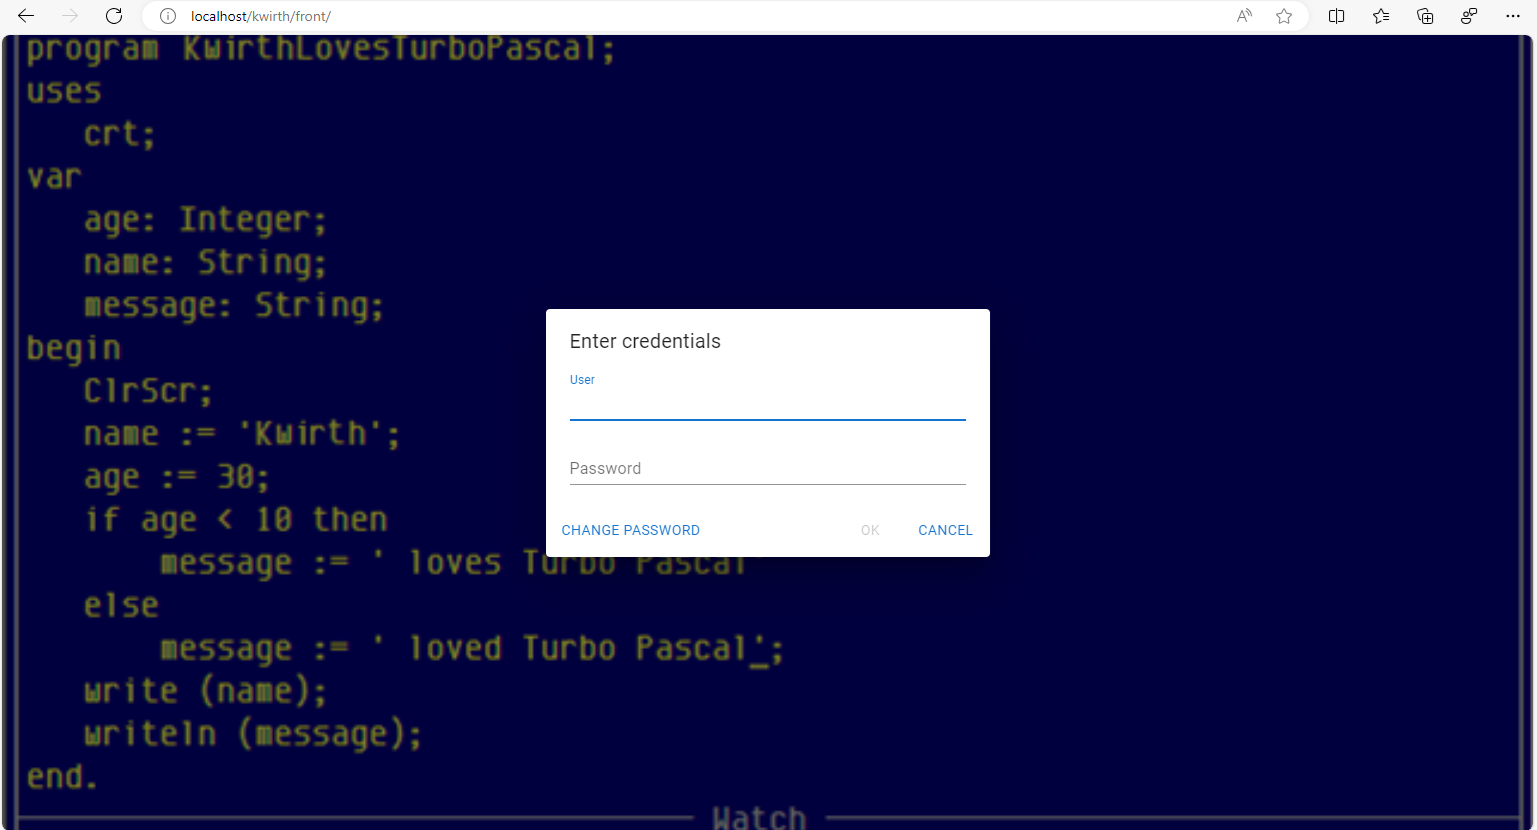 localhost/kwirth/front/
program KwirthLovesTurboPascal;
uses
crt;
var
age: Integer;
name: String;
message: String;
begin
ClrScr;
name := 'Kwirth';
age := 30;
if age < 10 then
message := ' loves Turbo Pascal
else
message := ' loved Turbo Pascal';
write (name);
writeln (message);
end.
Watch
Enter credentials
User
Password
CHANGE PASSWORD OK CANCEL